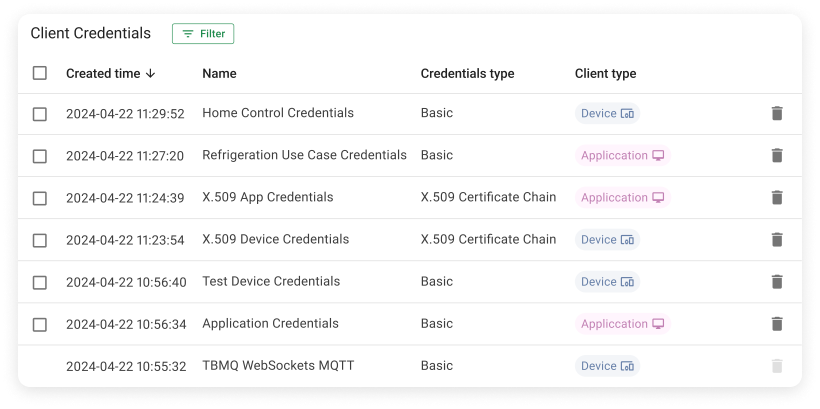 Client Credentials Filter
Created time Name Credentials type Client type
2024-04-22 11:29:52 Home Control Credentials Basic Device
2024-04-22 11:27:20 Refrigeration Use Case Credentials Basic Appliccation
2024-04-22 11:24:39 X.509 App Credentials X.509 Certificate Chain Appliccation
2024-04-22 11:23:54 X.509 Device Credentials X.509 Certificate Chain Device
2024-04-22 10:56:40 Test Device Credentials Basic Device
2024-04-22 10:56:34 Application Credentials Basic Appliccation
2024-04-22 10:55:32 TBMQ WebSockets MQTT Basic Device